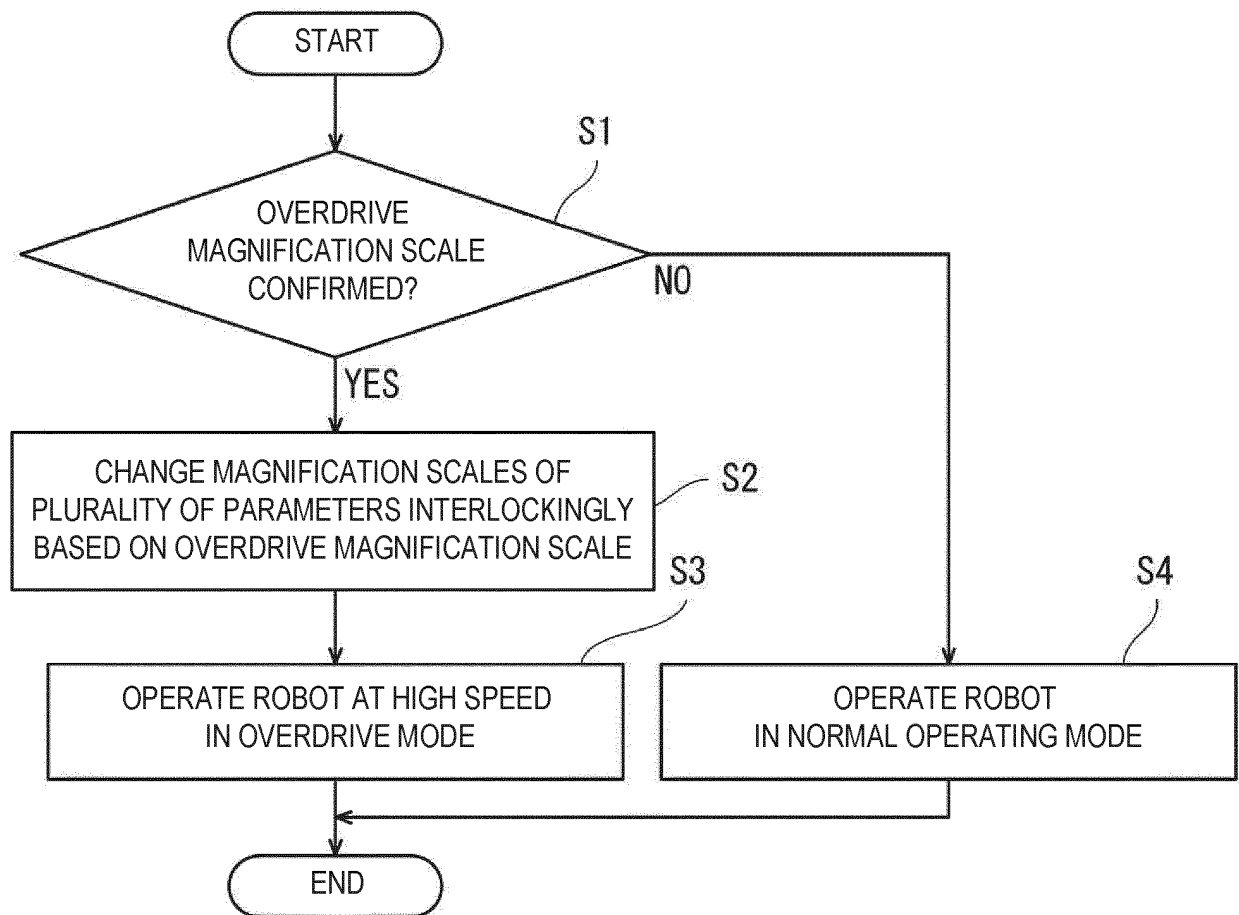 START
S1
OVERDRIVE
MAGNIFICATION SCALE
CONFIRMED?
NO
YES
CHANGE MAGNIFICATION SCALES OF
PLURALITY OF PARAMETERS INTERLOCKINGLY
BASED ON OVERDRIVE MAGNIFICATION SCALE
S2
S3
OPERATE ROBOT AT HIGH SPEED
IN OVERDRIVE MODE
S4
OPERATE ROBOT
IN NORMAL OPERATING MODE
END